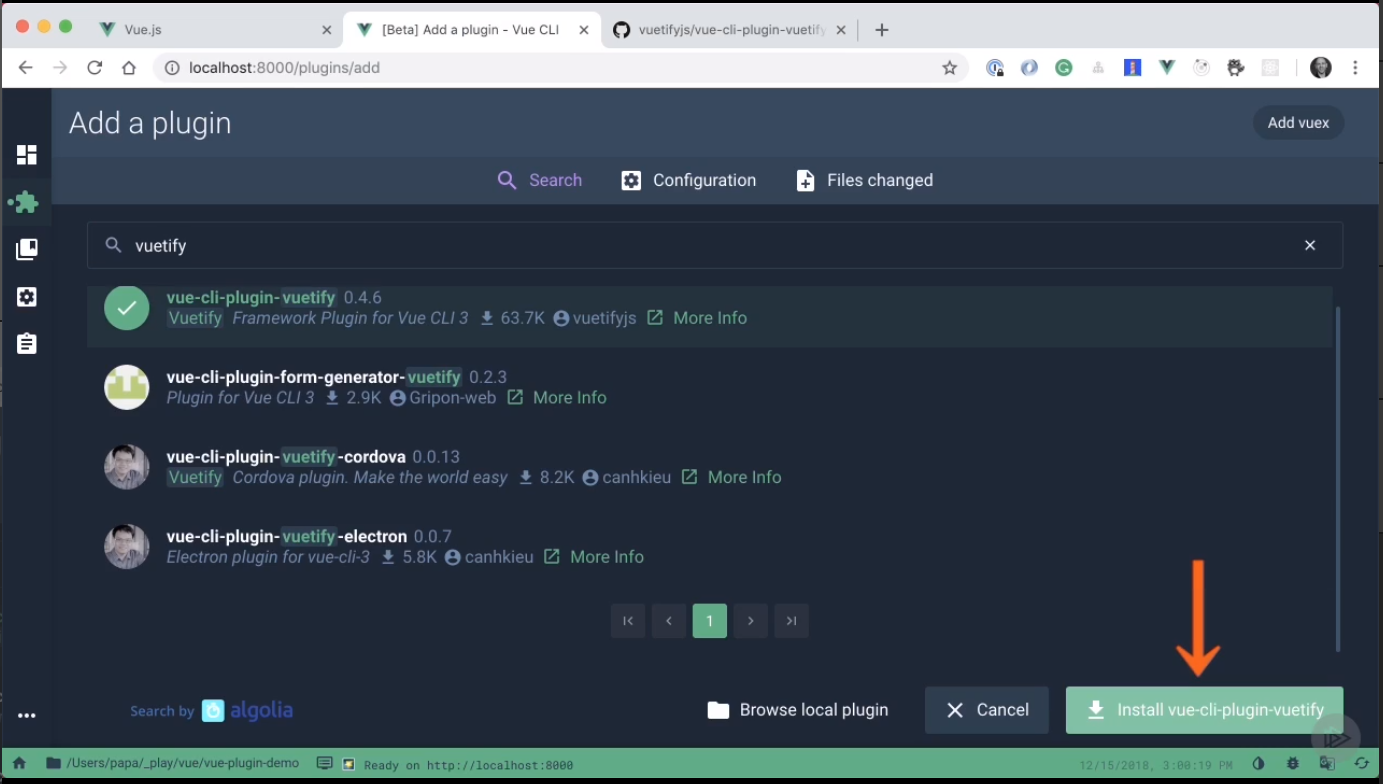 Vue.js
[Beta] Add a plugin - Vue CLI
vuetifyjs/vue-cli-plugin-vuetify
localhost:8000/plugins/add
Add a plugin
Add vuex
Search
Configuration
Files changed
vuetify
vue-cli-plugin-vuetify 0.4.6
Vuetify Framework Plugin for Vue CLI 3 63.7K vuetifyjs More Info
vue-cli-plugin-form-generator-vuetify 0.2.3
Plugin for Vue CLI 3 2.9K Gripon-web More Info
vue-cli-plugin-vuetify-cordova 0.0.13
Vuetify Cordova plugin. Make the world easy 8.2K canhkieu More Info
vue-cli-plugin-vuetify-electron 0.0.7
Electron plugin for vue-cli-3 5.8K canhkieu More Info
1
Search by algolia
Browse local plugin
Cancel
Install vue-cli-plugin-vuetify
/Users/papa/_play/vue/vue-plugin-demo
Ready on http://localhost:8000
12/15/2018, 3:00:19 PM